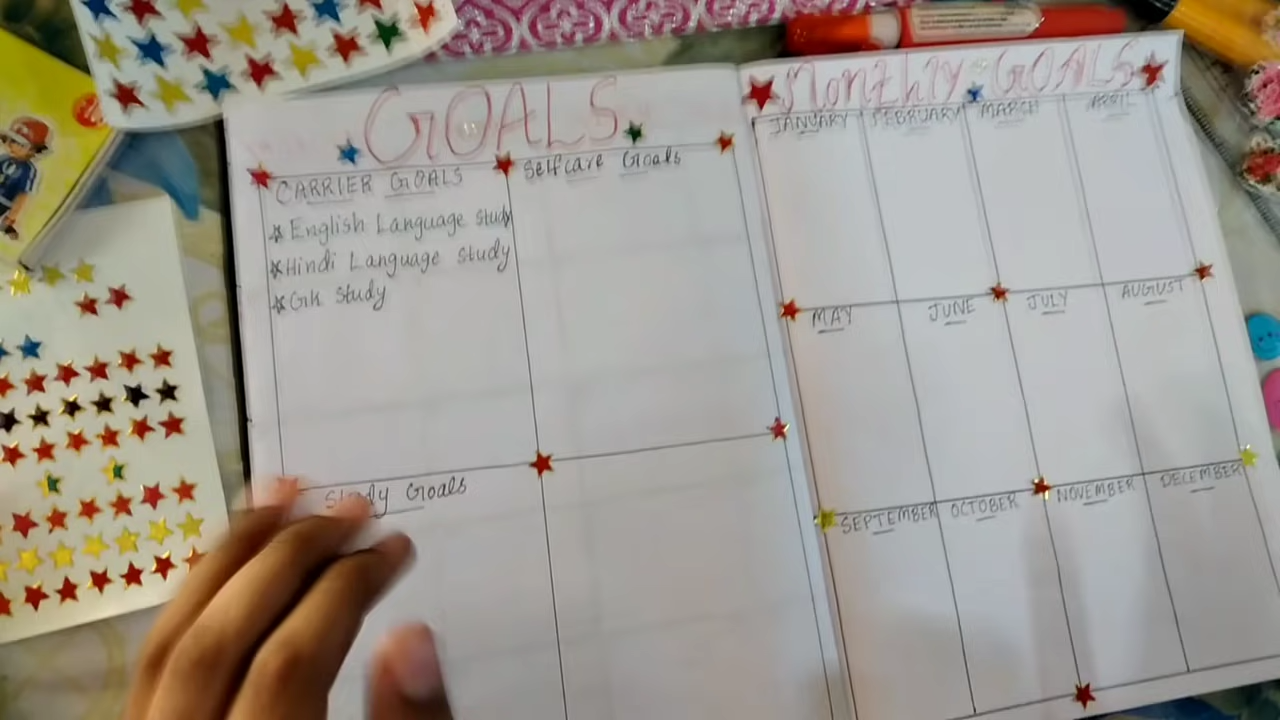 GOALS
CARRIER GOALS
* English Language study
* Hindi Language study
* GK study
Selfcare Goals
Study Goals
Monthly GOALS
JANUARY
FEBRUARY
MARCH
APRIL
MAY
JUNE
JULY
AUGUST
SEPTEMBER
OCTOBER
NOVEMBER
DECEMBER